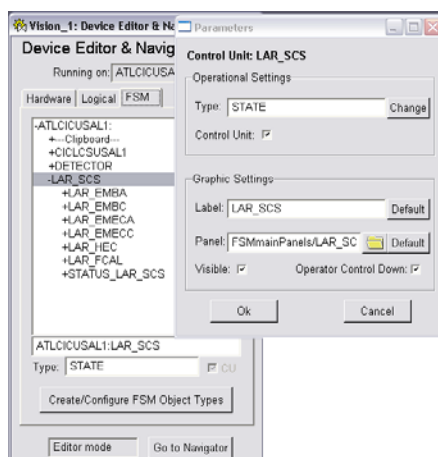 Vision_1: Device Editor & Na
Device Editor & Navig
Running on: ATLCICUSA
Hardware Logical FSM
-ATLCICUSAL1:
+---Clipboard---
+CICLCSUSAL1
+DETECTOR
-LAR_SCS
+LAR_EMBA
+LAR_EMBC
+LAR_EMECA
+LAR_EMECC
+LAR_HEC
+LAR_FCAL
+STATUS_LAR_SCS
ATLCICUSAL1:LAR_SCS
Type: STATE CU
Create/Configure FSM Object Types
Editor mode Go to Navigator
Parameters
Control Unit: LAR_SCS
Operational Settings
Type: STATE Change
Control Unit:
Graphic Settings
Label: LAR_SCS Default
Panel: FSMmainPanels/LAR_SC Default
Visible: Operator Control Down:
Ok Cancel